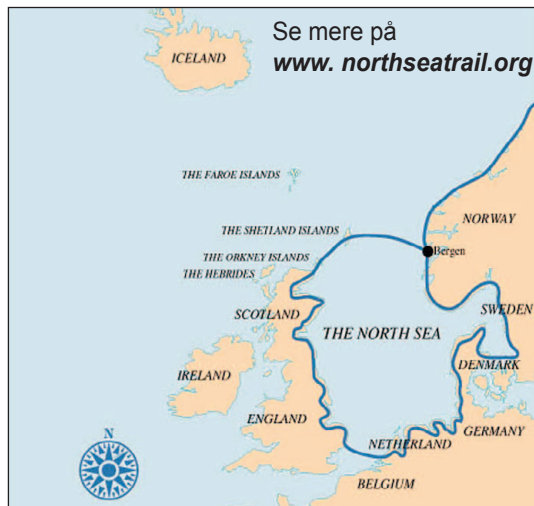 Se mere på
www. northseatrail.org
ICELAND
THE FAROE ISLANDS
NORWAY
THE SHETLAND ISLANDS
Bergen
THE ORKNEY ISLANDS
THE HEBRIDES
SWEDEN
SCOTLAND
THE NORTH SEA
DENMARK
IRELAND
ENGLAND
GERMANY
NETHERLAND
N
BELGIUM